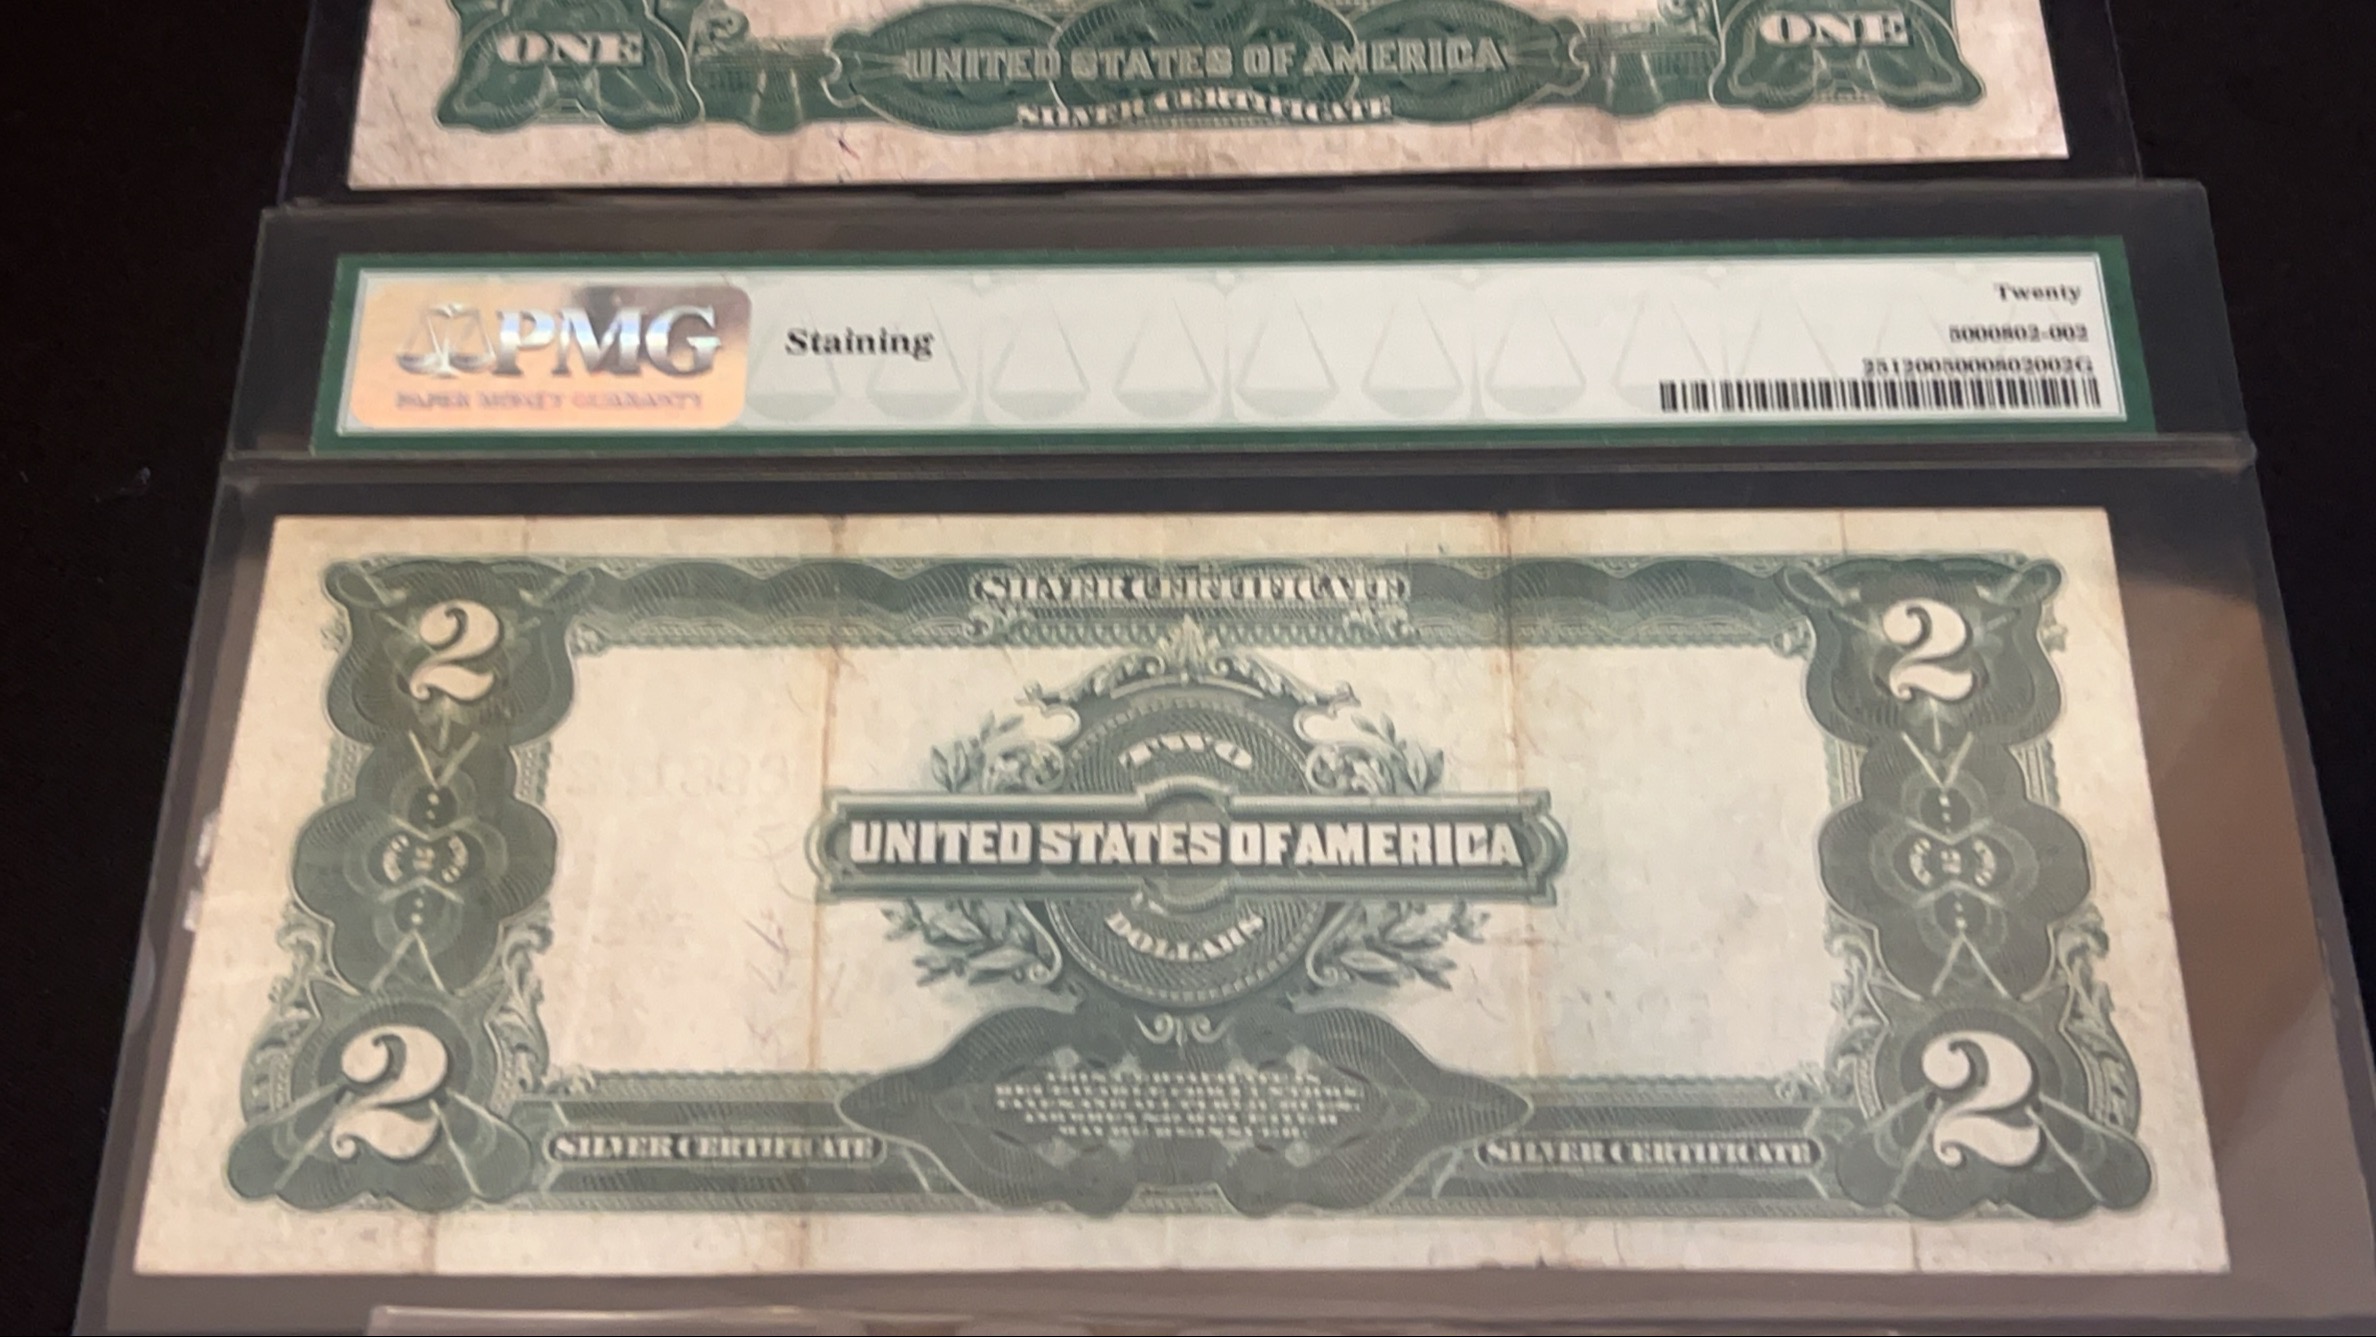 ONE
UNITED STATES OF AMERICA
ONE
SILVER CERTIFICATE
PMG
PAPER MONEY GUARANTY
Staining
Twenty
5000802-002
2512005000802002G
SILVER CERTIFICATE
2
2
TWO
UNITED STATES OF AMERICA
DOLLARS
2
2
SILVER CERTIFICATE
SILVER CERTIFICATE